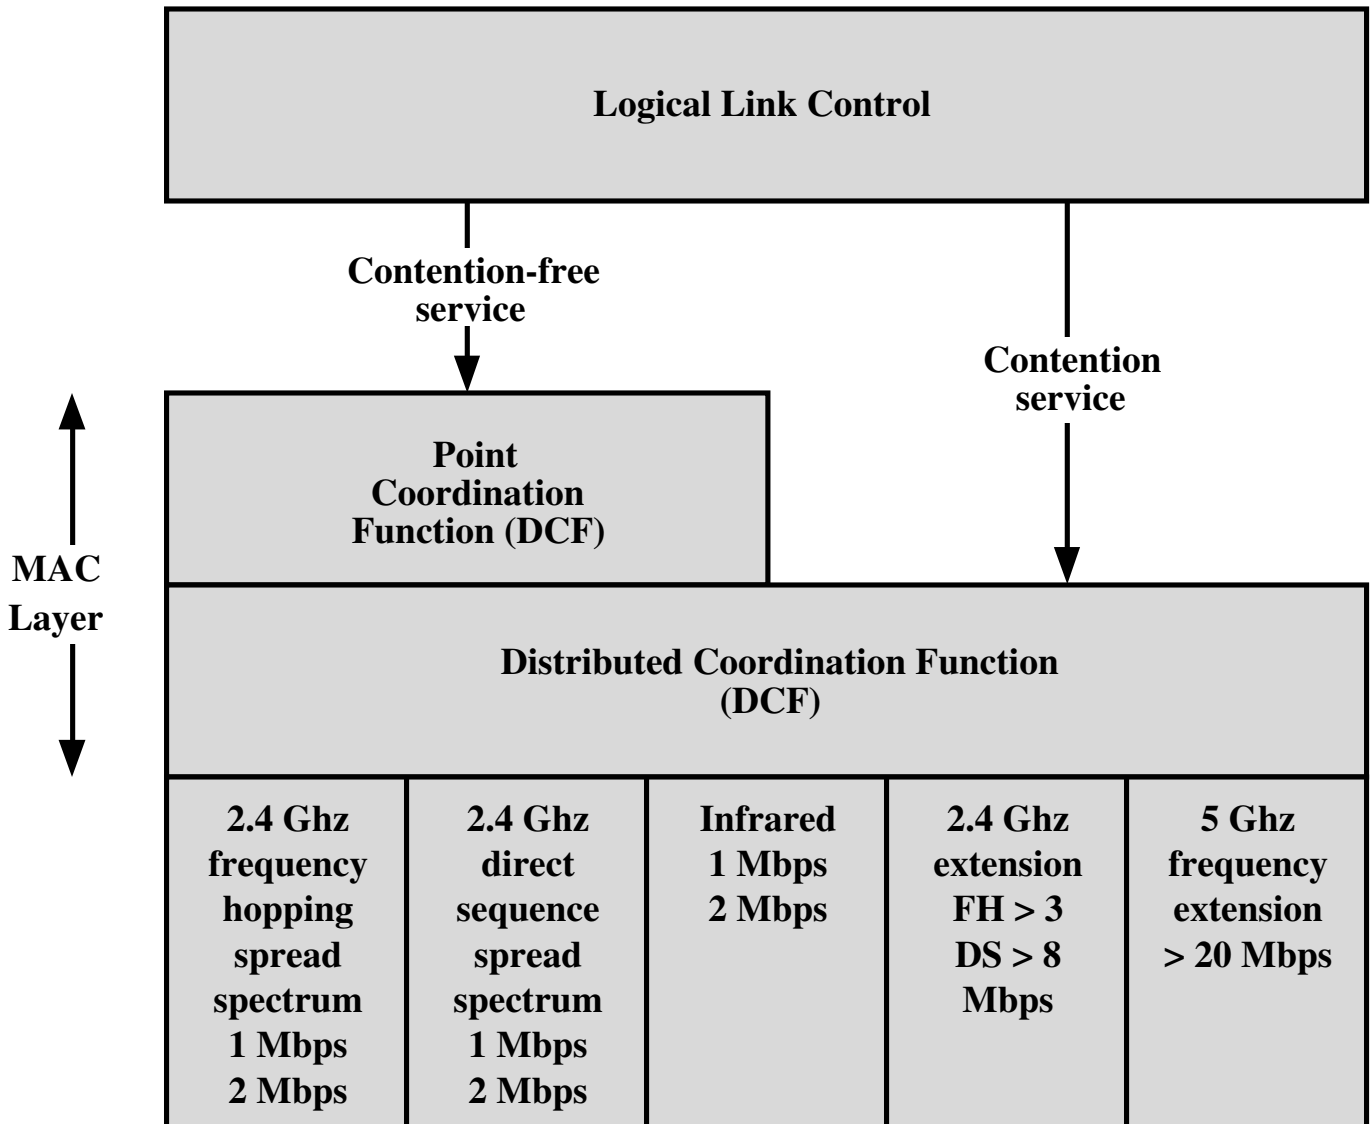 Logical Link Control
Contention-free
service
Contention
service
Point
Coordination
Function (DCF)
MAC
Layer
Distributed Coordination Function
(DCF)
2.4 Ghz
frequency
hopping
spread
spectrum
1 Mbps
2 Mbps
2.4 Ghz
direct
sequence
spread
spectrum
1 Mbps
2 Mbps
Infrared
1 Mbps
2 Mbps
2.4 Ghz
extension
FH > 3
DS > 8
Mbps
5 Ghz
frequency
extension
> 20 Mbps